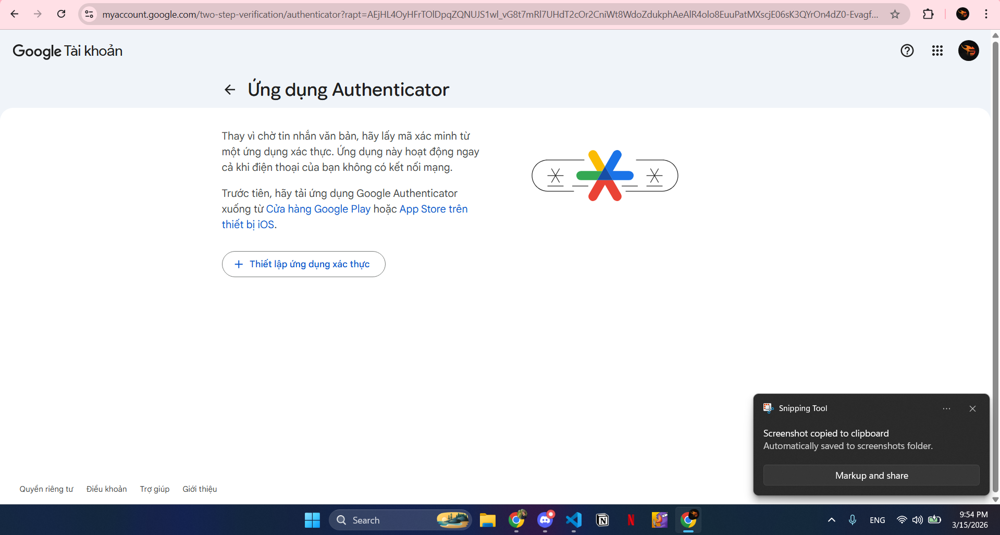 myaccount.google.com/two-step-verification/authenticator?rapt=AEjHL4OyHFrTOlDpqZQNUJS1wl_vG8t7mRl7UHdT2cOr2CniWt8WdoZdukphAeAlR4olo8EuuPatMXscjE06sK3QYrOn4dZ0-Evagf...
Google Tài khoản
Ứng dụng Authenticator
Thay vì chờ tin nhắn văn bản, hãy lấy mã xác minh từ
một ứng dụng xác thực. Ứng dụng này hoạt động ngay
cả khi điện thoại của bạn không có kết nối mạng.
Trước tiên, hãy tải ứng dụng Google Authenticator
xuống từ Cửa hàng Google Play hoặc App Store trên
thiết bị iOS.
Thiết lập ứng dụng xác thực
Snipping Tool
Screenshot copied to clipboard
Automatically saved to screenshots folder.
Markup and share
Quyền riêng tư Điều khoản Trợ giúp Giới thiệu
Search
ENG
9:54 PM
3/15/2026